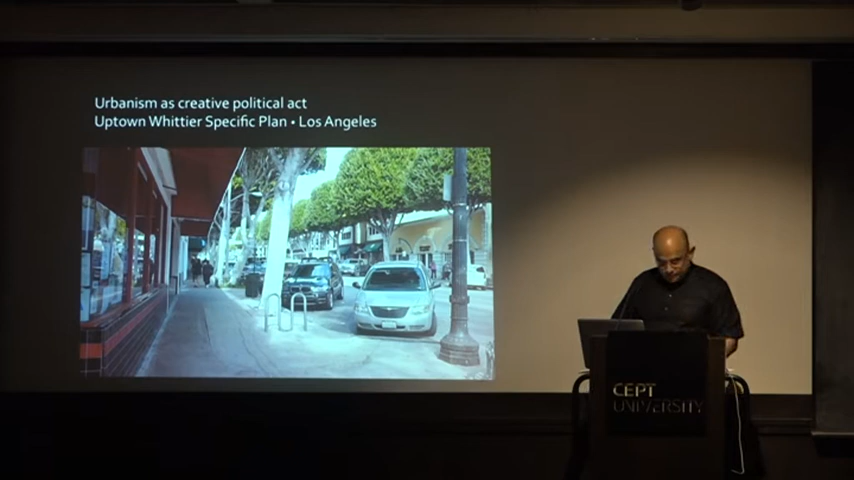 Urbanism as creative political act
Uptown Whittier Specific Plan • Los Angeles
CEPT
UNIVERSITY